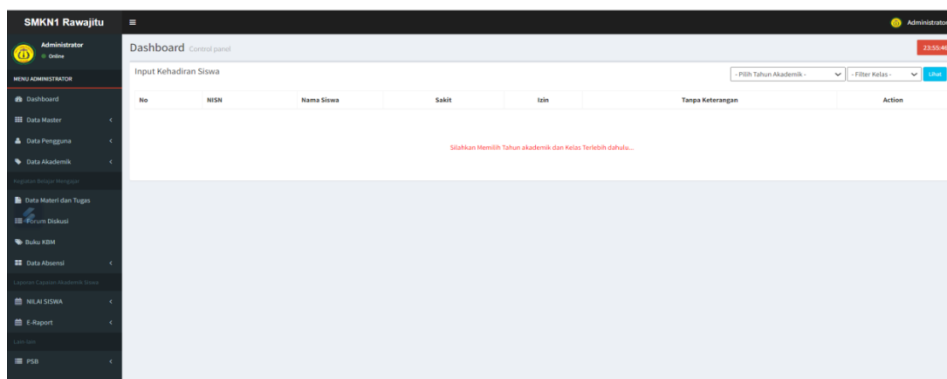 SMKN1 Rawajitu
Administrator
Administrator
Online
Dashboard Control panel
23:55:46
MENU ADMINISTRATOR
Input Kehadiran Siswa
- Pilih Tahun Akademik -
- Filter Kelas -
Lihat
No NISN Nama Siswa Sakit Izin Tanpa Keterangan Action
Silahkan Memilih Tahun akademik dan Kelas Terlebih dahulu...
Dashboard
Data Master
Data Pengguna
Data Akademik
Kegiatan Belajar Mengajar
Data Materi dan Tugas
Forum Diskusi
Buku KBM
Data Absensi
Laporan Capaian Akademik Siswa
NILAI SISWA
E-Raport
Lain-lain
PSB